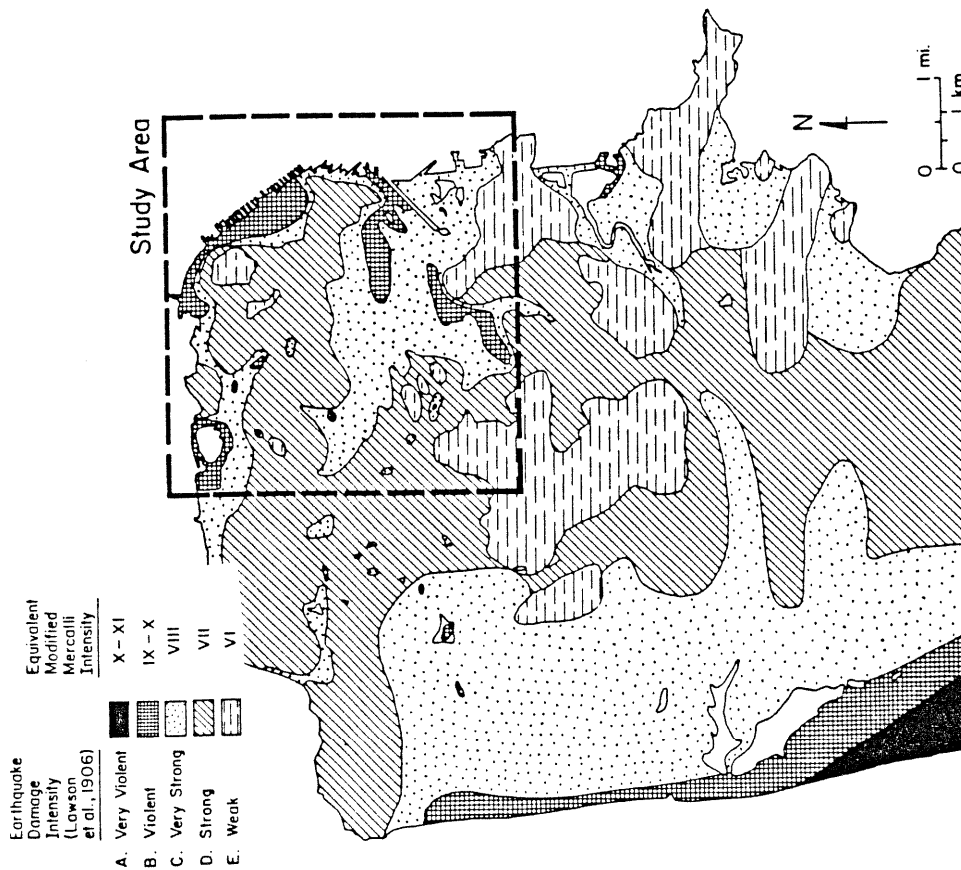 Study Area
Earthquake
Damage
Intensity
(Lawson
et al., 1906)
Equivalent
Modified
Mercalli
Intensity
A. Very Violent X – XI
B. Violent IX – X
C. Very Strong VIII
D. Strong VII
E. Weak VI
N
0 1 mi.
0 1 km